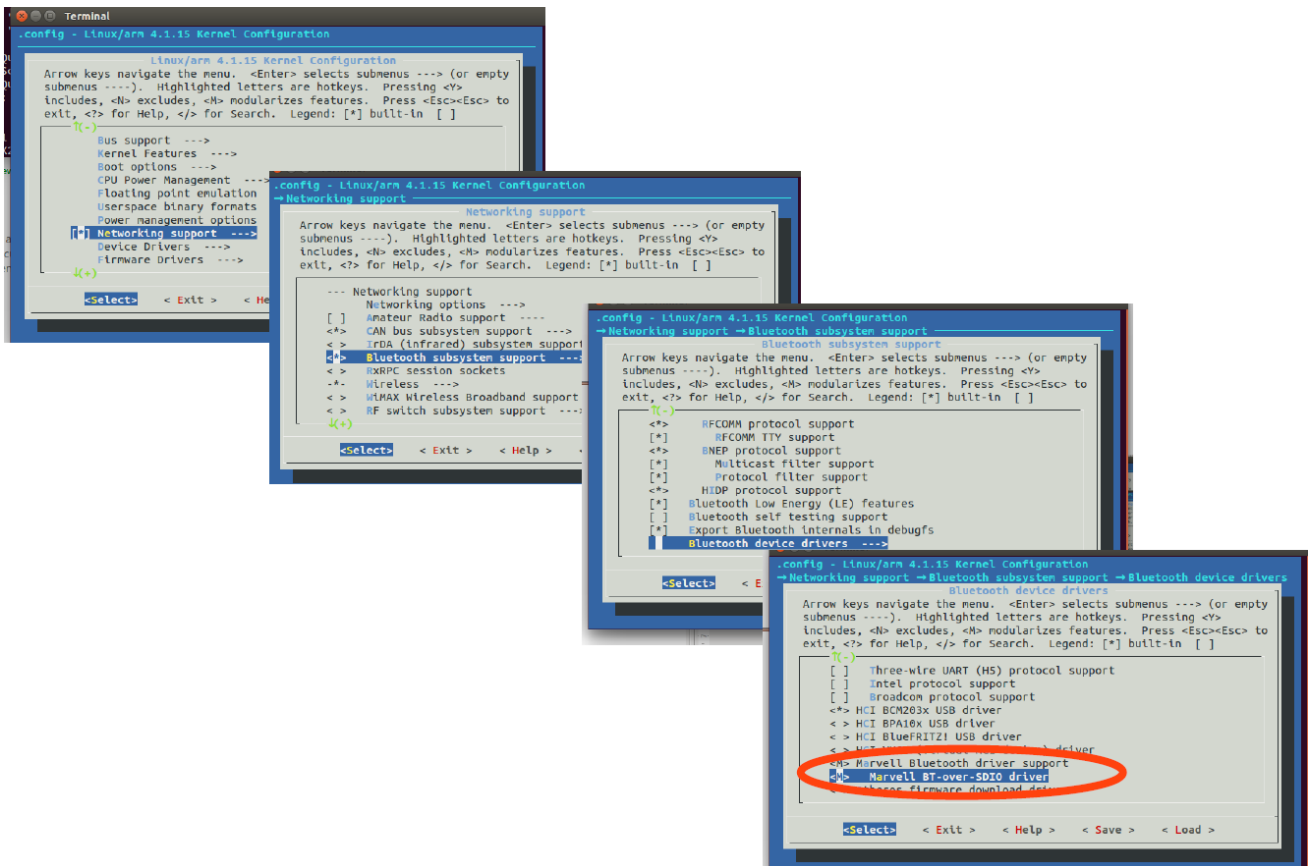 Terminal
.config - Linux/arm 4.1.15 Kernel Configuration
Linux/arm 4.1.15 Kernel Configuration
Arrow keys navigate the menu. <Enter> selects submenus ---> (or empty
submenus ----). Highlighted letters are hotkeys. Pressing <Y>
includes, <N> excludes, <M> modularizes features. Press <Esc><Esc> to
exit, <?> for Help, </> for Search. Legend: [*] built-in [ ]
↑(-)
Bus support --->
Kernel Features --->
Boot options --->
CPU Power Management --->
Floating point emulation
Userspace binary formats
Power management options
[*] Networking support --->
Device Drivers --->
Firmware Drivers --->
↓(+)
<Select> < Exit > < He
.config - Linux/arm 4.1.15 Kernel Configuration
→ Networking support
Networking support
Arrow keys navigate the menu. <Enter> selects submenus ---> (or empty
submenus ----). Highlighted letters are hotkeys. Pressing <Y>
includes, <N> excludes, <M> modularizes features. Press <Esc><Esc> to
exit, <?> for Help, </> for Search. Legend: [*] built-in [ ]
--- Networking support
Networking options --->
[ ] Amateur Radio support ----
<*> CAN bus subsystem support --->
< > IrDA (infrared) subsystem support
<*> Bluetooth subsystem support --->
< > RxRPC session sockets
-*- Wireless --->
< > WiMAX Wireless Broadband support
< > RF switch subsystem support ---
↓(+)
<Select> < Exit > < Help >
.config - Linux/arm 4.1.15 Kernel Configuration
→ Networking support → Bluetooth subsystem support
Bluetooth subsystem support
Arrow keys navigate the menu. <Enter> selects submenus ---> (or empty
submenus ----). Highlighted letters are hotkeys. Pressing <Y>
includes, <N> excludes, <M> modularizes features. Press <Esc><Esc> to
exit, <?> for Help, </> for Search. Legend: [*] built-in [ ]
↑(-)
<*> RFCOMM protocol support
[*] RFCOMM TTY support
<*> BNEP protocol support
[*] Multicast filter support
[*] Protocol filter support
<*> HIDP protocol support
[*] Bluetooth Low Energy (LE) features
[ ] Bluetooth self testing support
[*] Export Bluetooth internals in debugfs
Bluetooth device drivers --->
<Select> < E
.config - Linux/arm 4.1.15 Kernel Configuration
→ Networking support → Bluetooth subsystem support → Bluetooth device drivers
Bluetooth device drivers
Arrow keys navigate the menu. <Enter> selects submenus ---> (or empty
submenus ----). Highlighted letters are hotkeys. Pressing <Y>
includes, <N> excludes, <M> modularizes features. Press <Esc><Esc> to
exit, <?> for Help, </> for Search. Legend: [*] built-in [ ]
↑(-)
[ ] Three-wire UART (H5) protocol support
[ ] Intel protocol support
[ ] Broadcom protocol support
<*> HCI BCM203x USB driver
< > HCI BPA10x USB driver
< > HCI BlueFRITZ! USB driver
< > HCI driver
<M> Marvell Bluetooth driver support
<M> Marvell BT-over-SDIO driver
firmware download
<Select> < Exit > < Help > < Save > < Load >